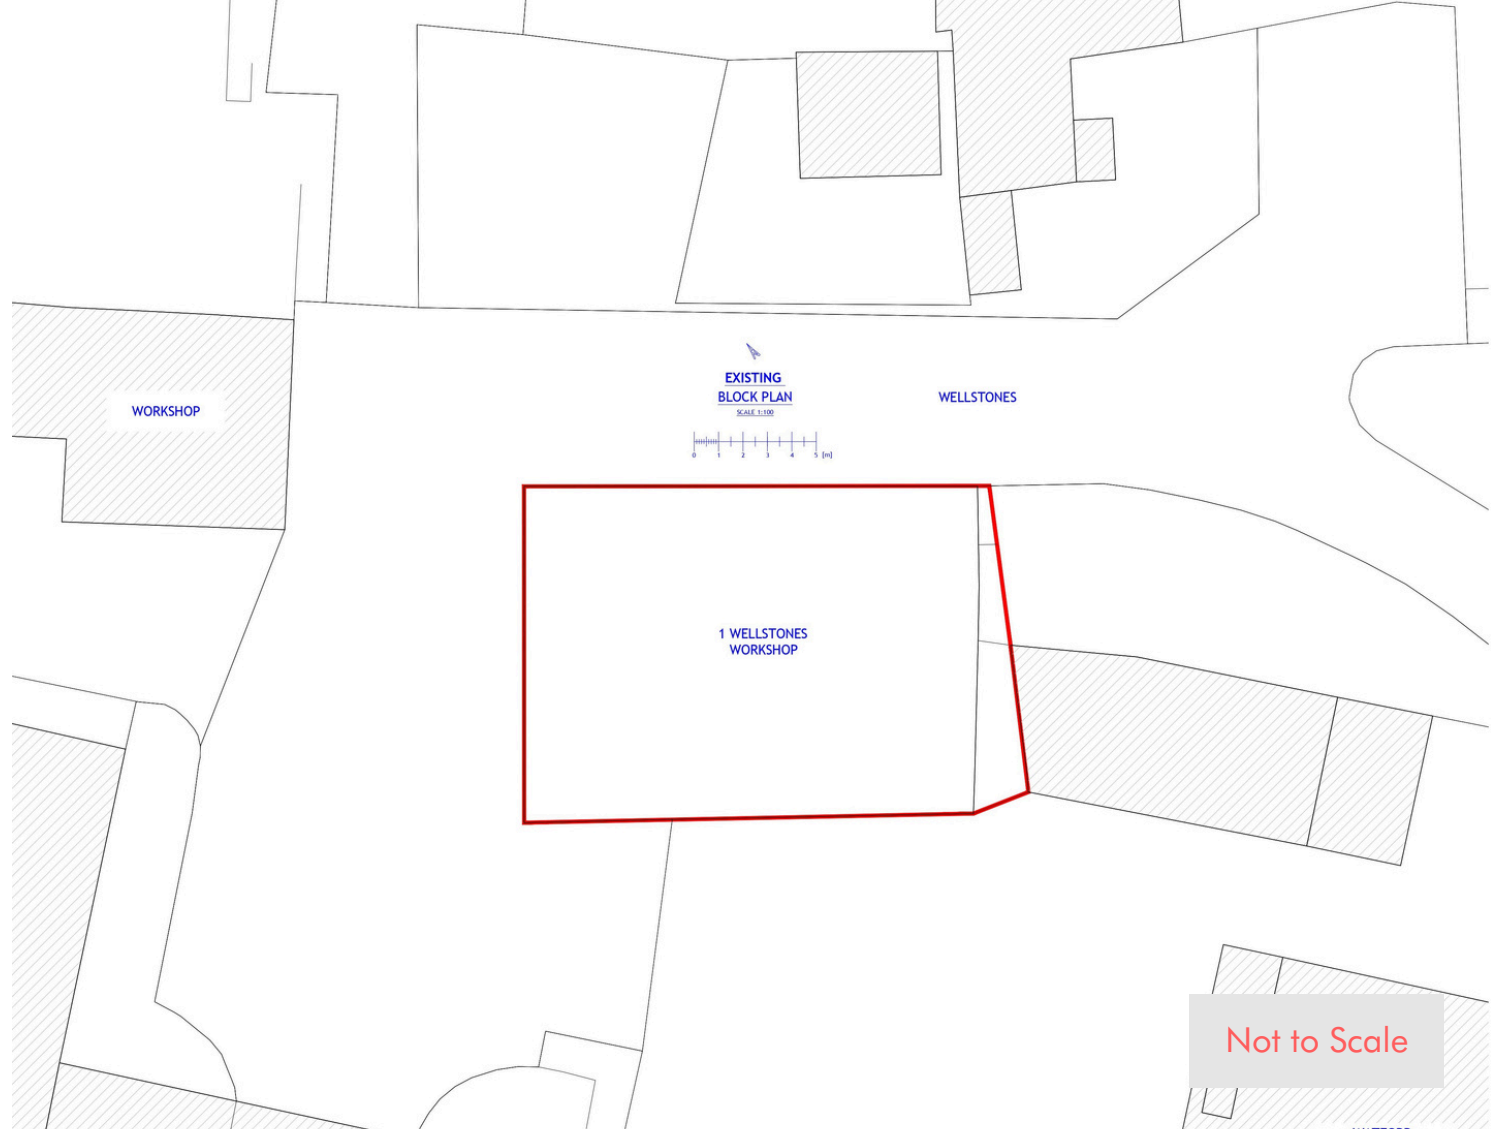 EXISTING
BLOCK PLAN
SCALE 1:100
0 1 2 3 4 5 [m]
WELLSTONES
WORKSHOP
1 WELLSTONES
WORKSHOP
Not to Scale